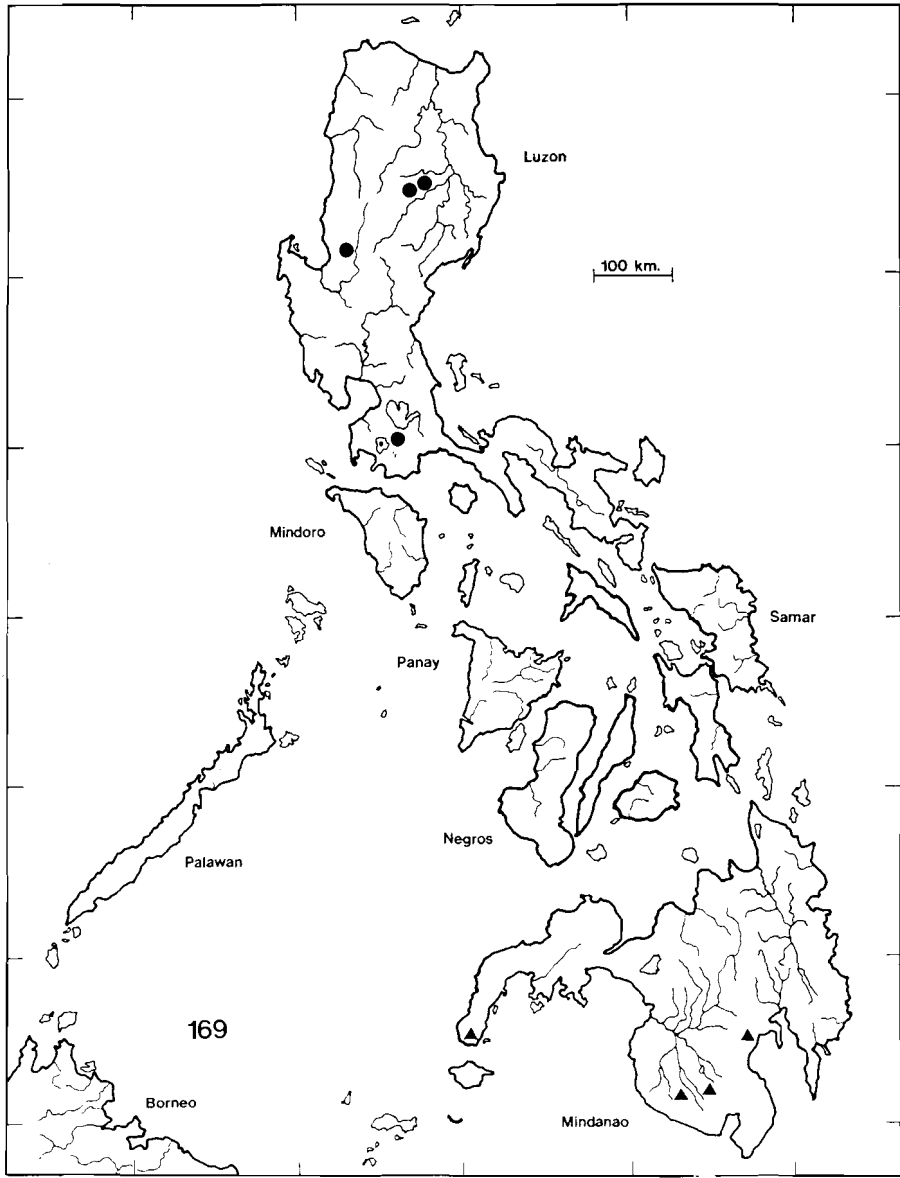 Luzon
100 km.
Mindoro
Samar
Panay
Negros
Palawan
169
Borneo
Mindanao